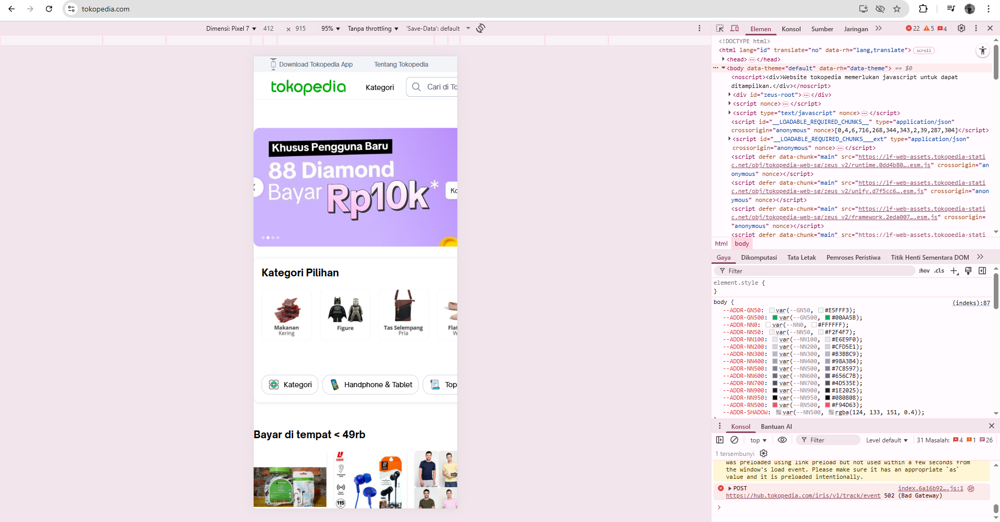 tokopedia.com
Dimensi: Pixel 7 ▼ 412 × 915 95% ▼ Tanpa throttling ▼ 'Save-Data': default
Download Tokopedia App Tentang Tokopedia
tokopedia Kategori Cari di To
Khusus Pengguna Baru
88 Diamond
Bayar Rp10k*
Ko
Kategori Pilihan
Makanan
Kering
Figure
Tas Selempang
Pria
Flat
W
Kategori Handphone & Tablet Top
Bayar di tempat < 49rb
LIGER
115
Elemen Konsol Sumber Jaringan 22 5 4
<!DOCTYPE html>
<html lang="id" translate="no" data-rh="lang,translate"> scroll
<head> ⋯ </head>
⋯ <body data-theme="default" data-rh="data-theme"> == $0
<noscript><div>Website tokopedia memerlukan javascript untuk dapat
ditampilkan.</div></noscript>
<div id="zeus-root"> ⋯ </div>
<script nonce> ⋯ </script>
<script type="text/javascript" nonce> ⋯ </script>
<script id="__LOADABLE_REQUIRED_CHUNKS__" type="application/json"
crossorigin="anonymous" nonce>[0,4,6,716,268,344,343,2,39,287,304]</script>
<script id="__LOADABLE_REQUIRED_CHUNKS___ext" type="application/json"
crossorigin="anonymous" nonce> ⋯ </script>
<script defer data-chunk="main" src="https://lf-web-assets.tokopedia-stati
c.net/obj/tokopedia-web-sg/zeus_v2/runtime.0dd4b80….esm.js" crossorigin="an
onymous" nonce></script>
<script defer data-chunk="main" src="https://lf-web-assets.tokopedia-stati
c.net/obj/tokopedia-web-sg/zeus_v2/unify.d7f5cc6….esm.js" crossorigin="anon
ymous" nonce></script>
<script defer data-chunk="main" src="https://lf-web-assets.tokopedia-stati
c.net/obj/tokopedia-web-sg/zeus_v2/framework.2eda007….esm.js" crossorigin=
"anonymous" nonce></script>
<script defer data-chunk="main" src="https://lf-web-assets.tokopedia-stati
html body
Gaya Dikomputasi Tata Letak Pemroses Peristiwa Titik Henti Sementara DOM
Filter :hov .cls
element.style {
}
body { (indeks):87
--ADDR-GN50: var(--GN50, #E5FFF3);
--ADDR-GN500: var(--GN500, #00AA5B);
--ADDR-NN0: var(--NN0, #FFFFFF);
--ADDR-NN50: var(--NN50, #F2F4F7);
--ADDR-NN100: var(--NN100, #E6E9F0);
--ADDR-NN200: var(--NN200, #CFD5E1);
--ADDR-NN300: var(--NN300, #B3BBC9);
--ADDR-NN400: var(--NN400, #98A3B4);
--ADDR-NN500: var(--NN500, #7C8597);
--ADDR-NN600: var(--NN600, #656C7B);
--ADDR-NN700: var(--NN700, #4D535E);
--ADDR-NN900: var(--NN900, #1E2025);
--ADDR-NN950: var(--NN950, #080808);
--ADDR-RN500: var(--RN500, #F94D63);
--ADDR-SHADOW: var(--NN500, rgba(124, 133, 151, 0.4));
Konsol Bantuan AI
top ▼ Filter Level default ▼ 31 Masalah: 4 1 26
1 tersembunyi
was preloaded using link preload but not used within a few seconds from
the window's load event. Please make sure it has an appropriate `as`
value and it is preloaded intentionally.
POST index.6a16b92….js:1
https://hub.tokopedia.com/iris/v1/track/event 502 (Bad Gateway)